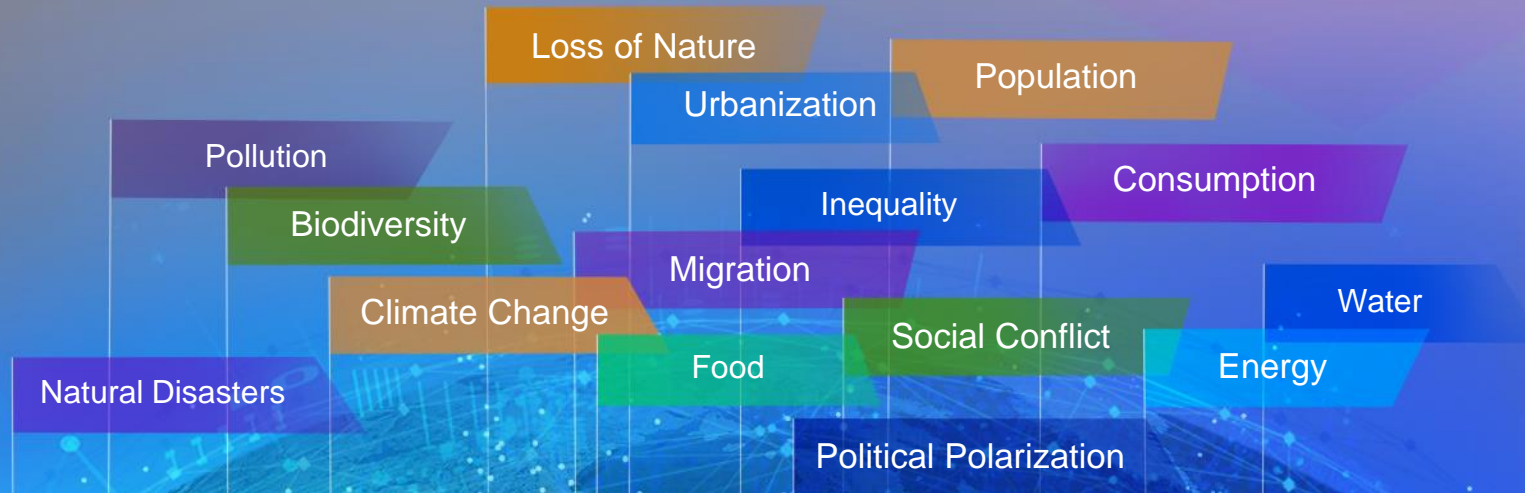 Loss of Nature
Population
Urbanization
Pollution
Consumption
Inequality
Biodiversity
Migration
Water
Climate Change
Social Conflict
Food
Energy
Natural Disasters
Political Polarization